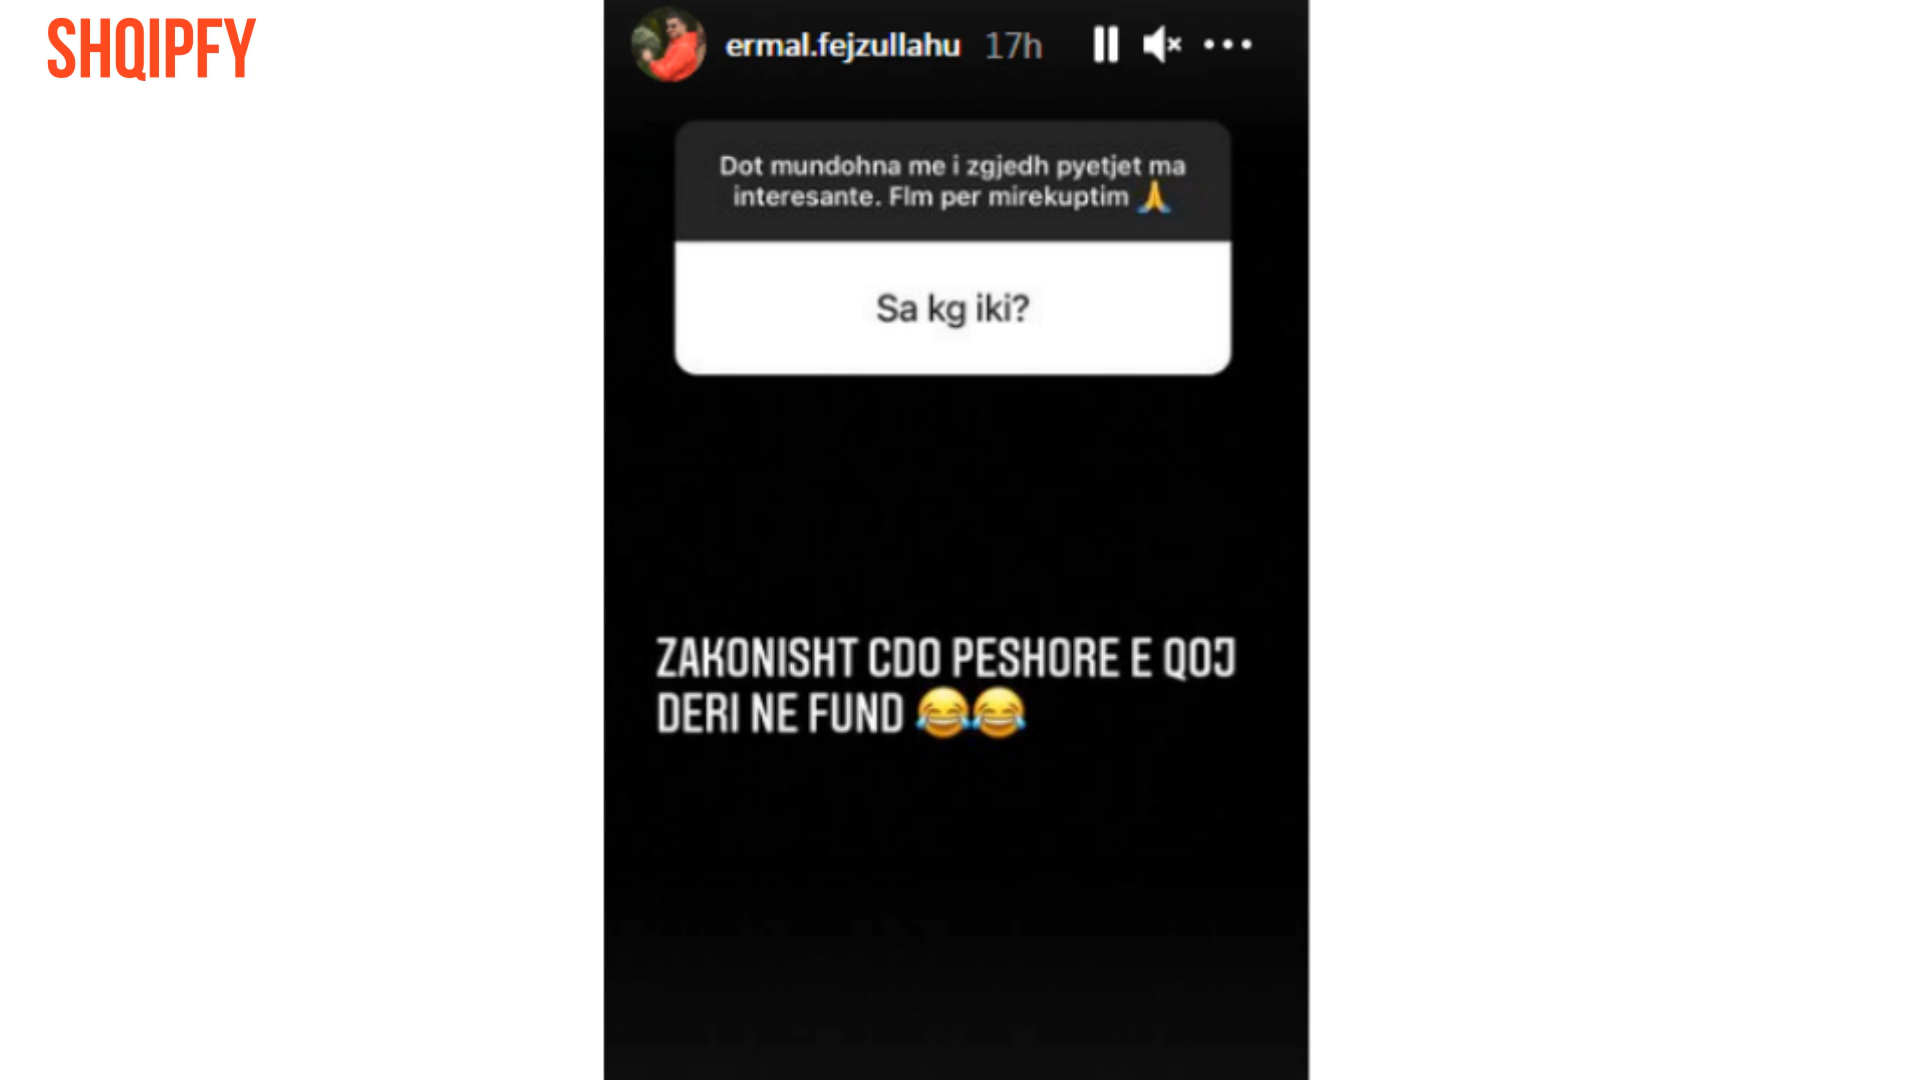 SHQIPFY
ermal.fejzullahu 17h
Dot mundohna me i zgjedh pyetjet ma
interesante. Flm per mirekuptim 🙏
Sa kg iki?
ZAKONISHT CDO PESHORE E QOJ
DERI NE FUND 😂😂